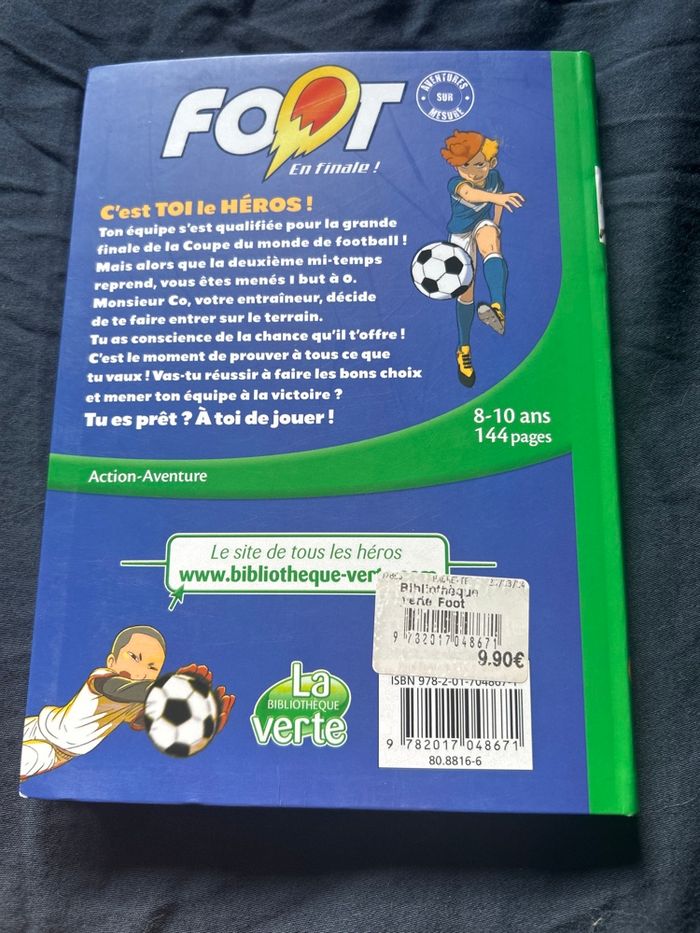 FOOT
En finale !
AVENTURES
SUR
MESURE
C'est TOI le HÉROS !
Ton équipe s'est qualifiée pour la grande
finale de la Coupe du monde de football !
Mais alors que la deuxième mi-temps
reprend, vous êtes menés 1 but à 0.
Monsieur Co, votre entraîneur, décide
de te faire entrer sur le terrain.
Tu as conscience de la chance qu'il t'offre !
C'est le moment de prouver à tous ce que
tu vaux ! Vas-tu réussir à faire les bons choix
et mener ton équipe à la victoire ?
Tu es prêt ? À toi de jouer !
8-10 ans
144 pages
Action-Aventure
Le site de tous les héros
www.bibliotheque-verte.com
Bibliothèque
verte Foot
9 782017 048671
9.90€
La
BIBLIOTHÈQUE
verte
ISBN 978-2-01-704867-1
9 782017 048671
80.8816-6